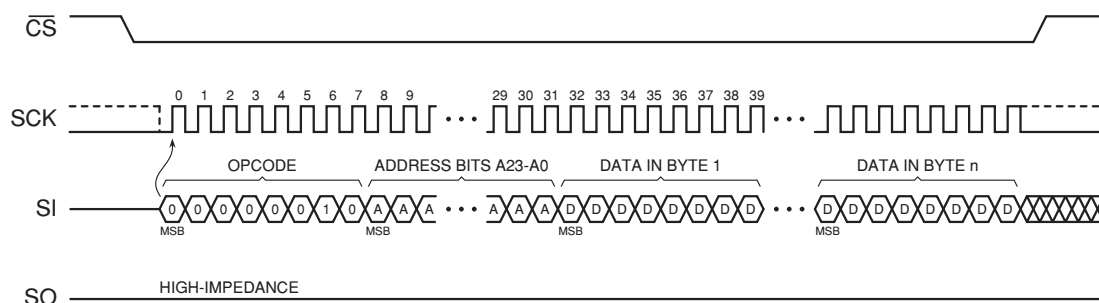 CS
SCK
0 1 2 3 4 5 6 7 8 9 29 30 31 32 33 34 35 36 37 38 39
OPCODE ADDRESS BITS A23-A0 DATA IN BYTE 1 DATA IN BYTE n
SI
0 0 0 0 0 0 1 0 A A A A A A D D D D D D D D D D D D D D D D
MSB MSB MSB MSB
SO
HIGH-IMPEDANCE